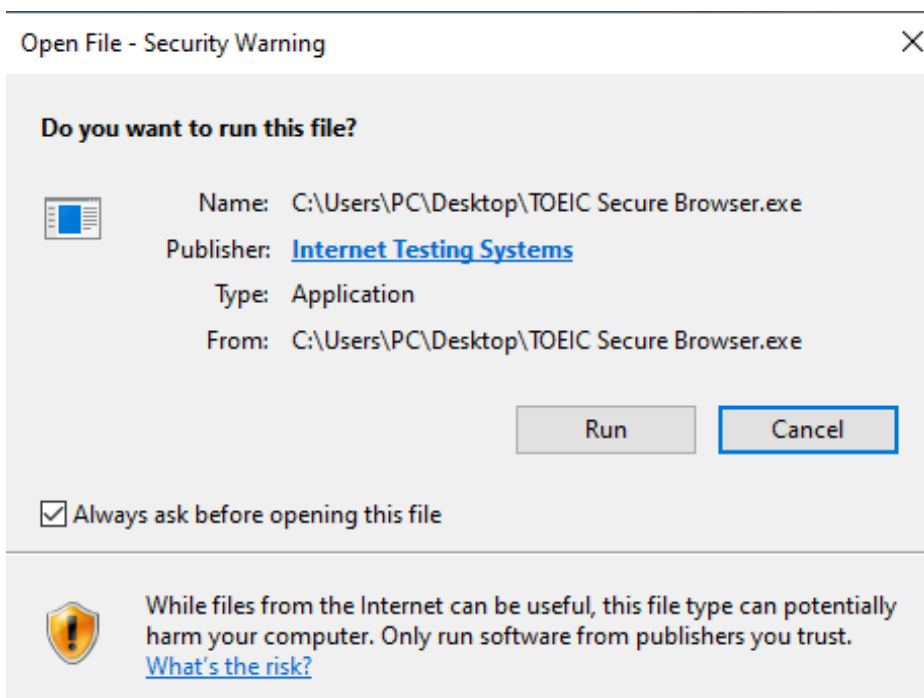 Open File - Security Warning
Do you want to run this file?
Name: C:\Users\PC\Desktop\TOEIC Secure Browser.exe
Publisher: Internet Testing Systems
Type: Application
From: C:\Users\PC\Desktop\TOEIC Secure Browser.exe
Run Cancel
Always ask before opening this file
While files from the Internet can be useful, this file type can potentially
harm your computer. Only run software from publishers you trust.
What's the risk?